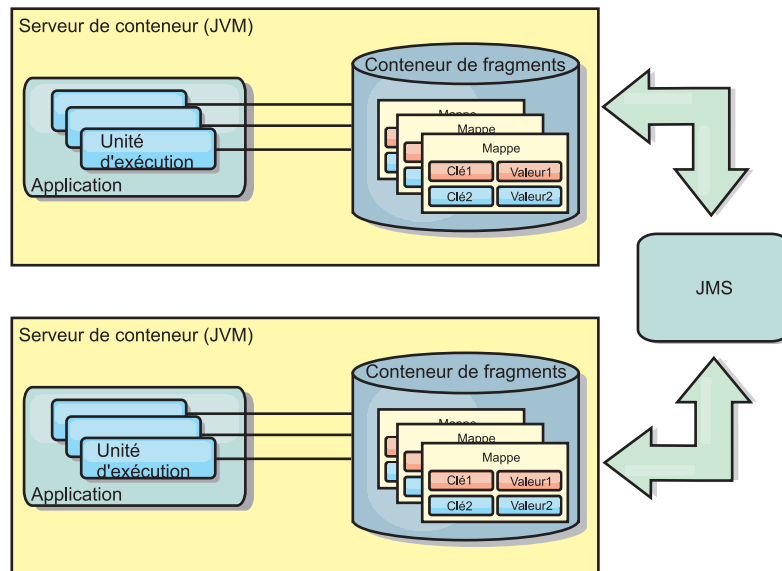 Serveur de conteneur (JVM)
Conteneur de fragments
Unité
d'exécution
Application
Mappe
Mappe
Mappe
Clé1 Valeur1
Clé2 Valeur2
JMS
Serveur de conteneur (JVM)
Conteneur de fragments
Unité
d'exécution
Application
Mappe
Mappe
Mappe
Clé1 Valeur1
Clé2 Valeur2